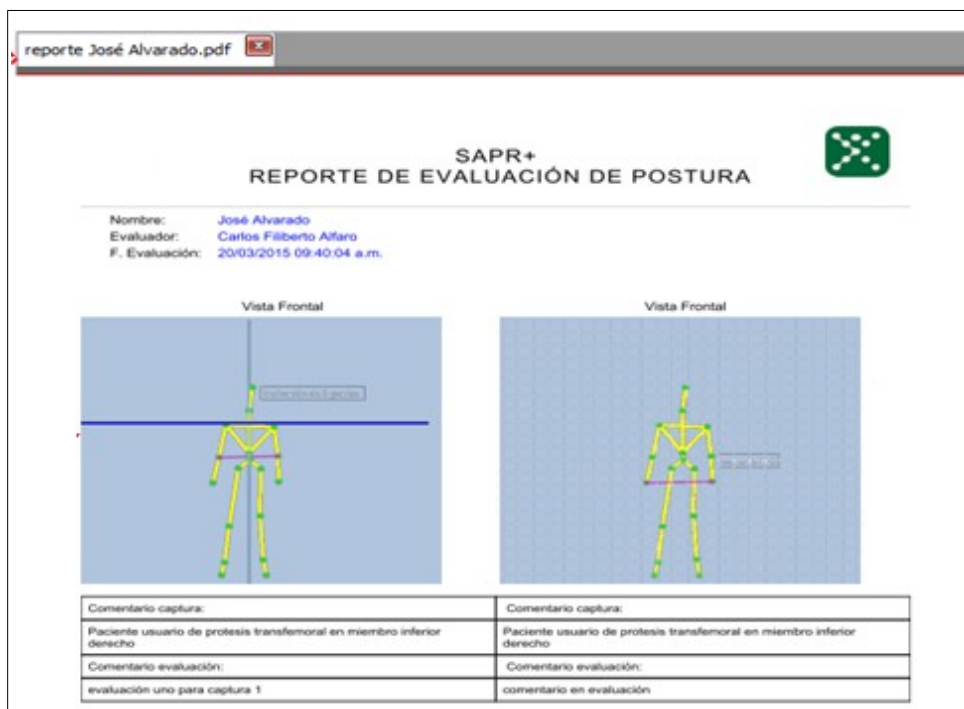 reporte José Alvarado.pdf
SAPR+
REPORTE DE EVALUACIÓN DE POSTURA
Nombre: José Alvarado
Evaluador: Carlos Filiberto Alfaro
F. Evaluación: 20/03/2015 09:40:04 a.m.
Vista Frontal
Vista Frontal
Comentario captura:
Comentario captura:
Paciente usuario de protesis transfemoral en miembro inferior
derecho
Paciente usuario de protesis transfemoral en miembro inferior
derecho
Comentario evaluación:
Comentario evaluación:
evaluación uno para captura 1
comentario en evaluación